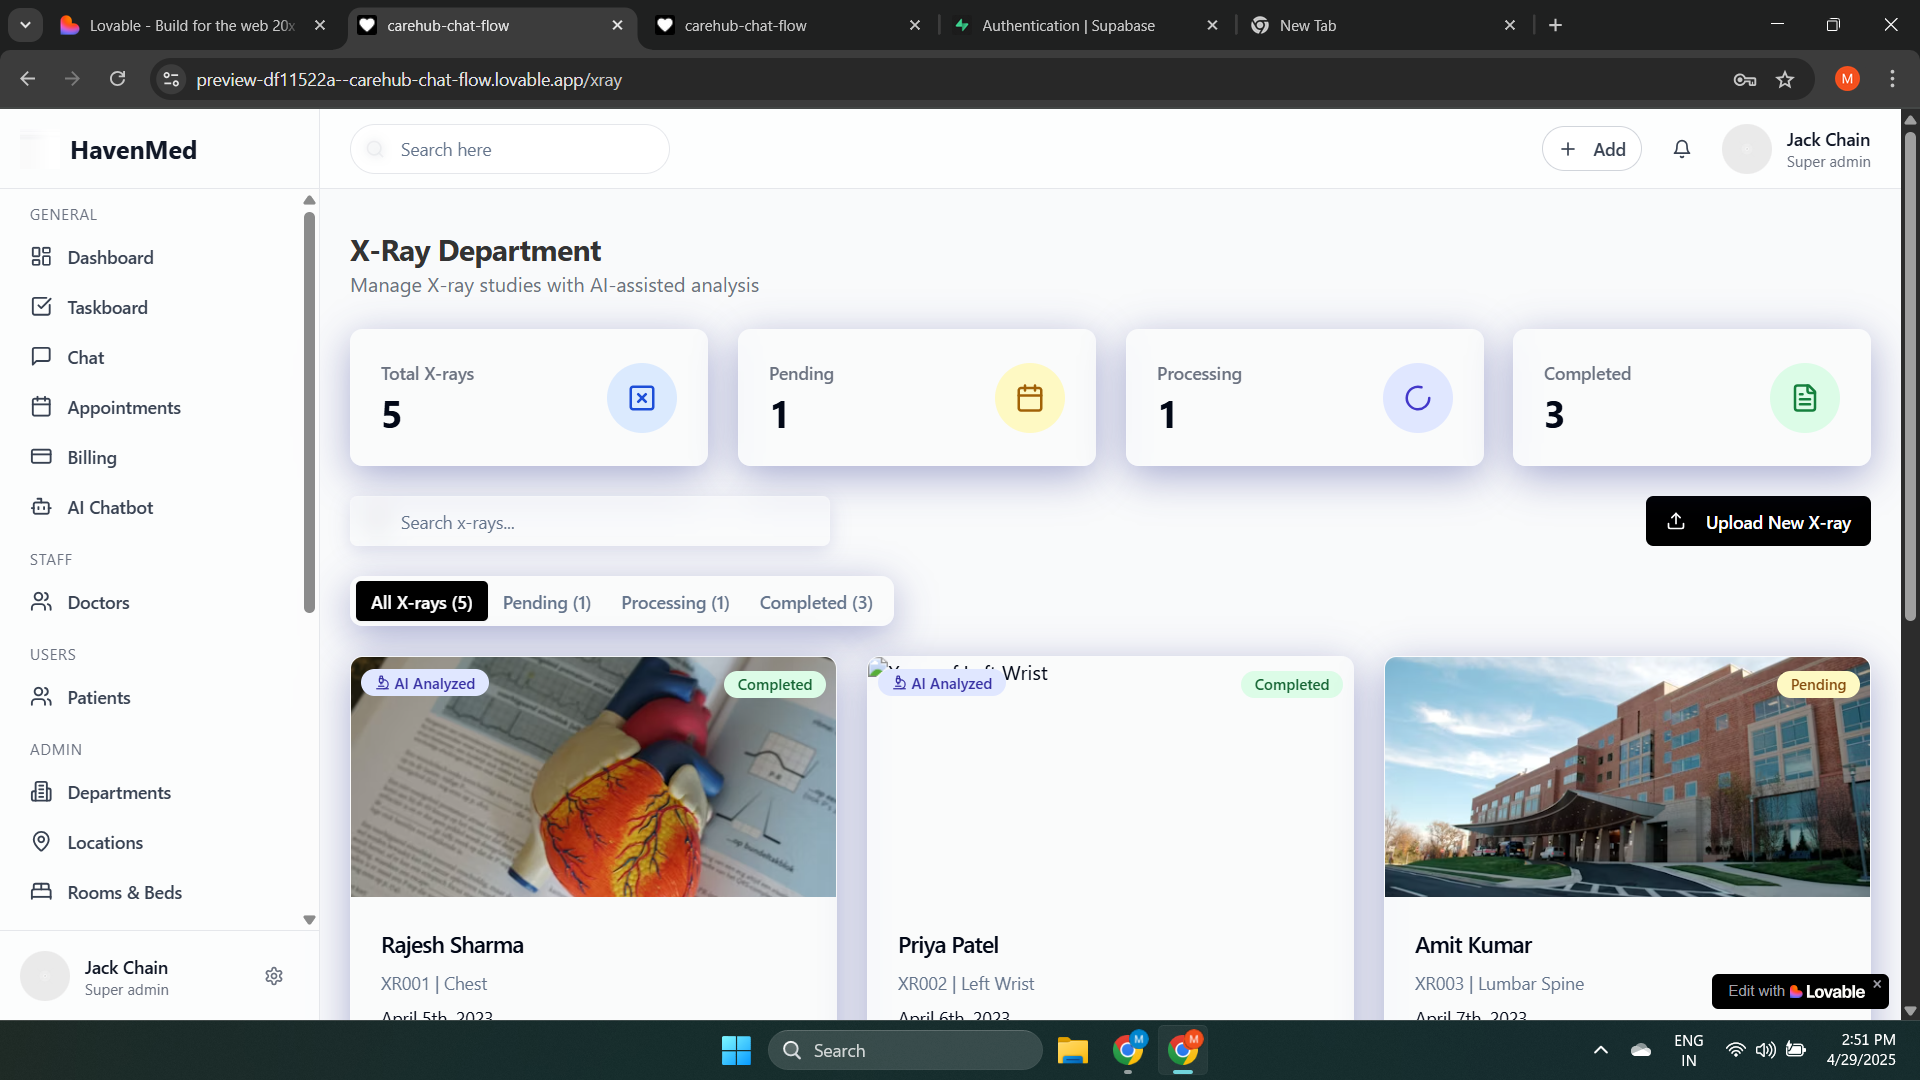 Lovable - Build for the web 20x
carehub-chat-flow
carehub-chat-flow
Authentication | Supabase
New Tab
preview-df11522a--carehub-chat-flow.lovable.app/xray
M
HavenMed
Search here
Add
Jack Chain
Super admin
GENERAL
Dashboard
Taskboard
Chat
Appointments
Billing
AI Chatbot
STAFF
Doctors
USERS
Patients
ADMIN
Departments
Locations
Rooms & Beds
Jack Chain
Super admin
X-Ray Department
Manage X-ray studies with AI-assisted analysis
Total X-rays
5
Pending
1
Processing
1
Completed
3
Search x-rays...
Upload New X-ray
All X-rays (5)
Pending (1)
Processing (1)
Completed (3)
AI Analyzed
Completed
Rajesh Sharma
XR001 | Chest
April 5th, 2023
Wrist
AI Analyzed
Completed
Priya Patel
XR002 | Left Wrist
April 6th, 2023
Pending
Amit Kumar
XR003 | Lumbar Spine
April 7th, 2023
Edit with Lovable
Search
M
M
ENG
IN
2:51 PM
4/29/2025